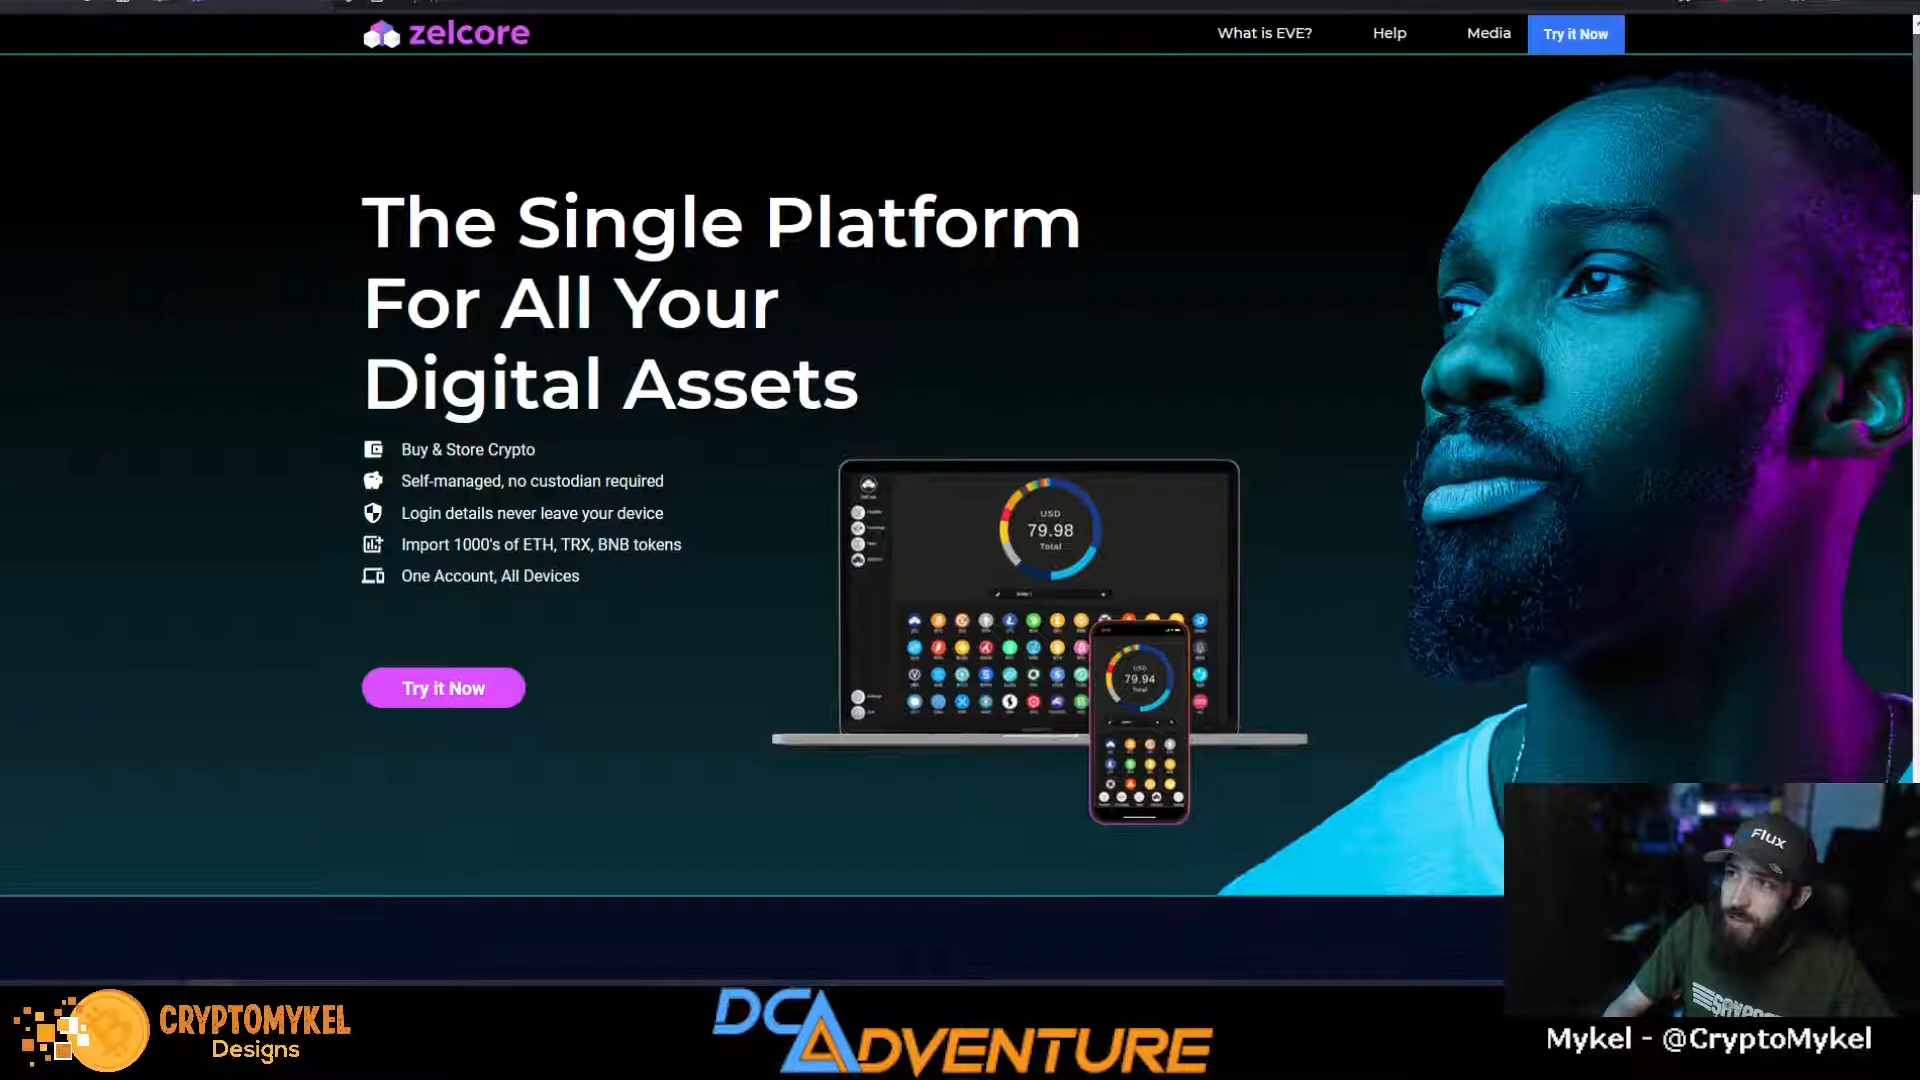 zelcore
What is EVE?
Help
Media
Try it Now
The Single Platform
For All Your
Digital Assets
Buy & Store Crypto
Self-managed, no custodian required
Login details never leave your device
Import 1000's of ETH, TRX, BNB tokens
One Account, All Devices
Try it Now
USD
79.98
Total
USD
79.94
Total
Flux
CRYPTOMYKEL
Designs
DCADVENTURE
Mykel - @CryptoMykel